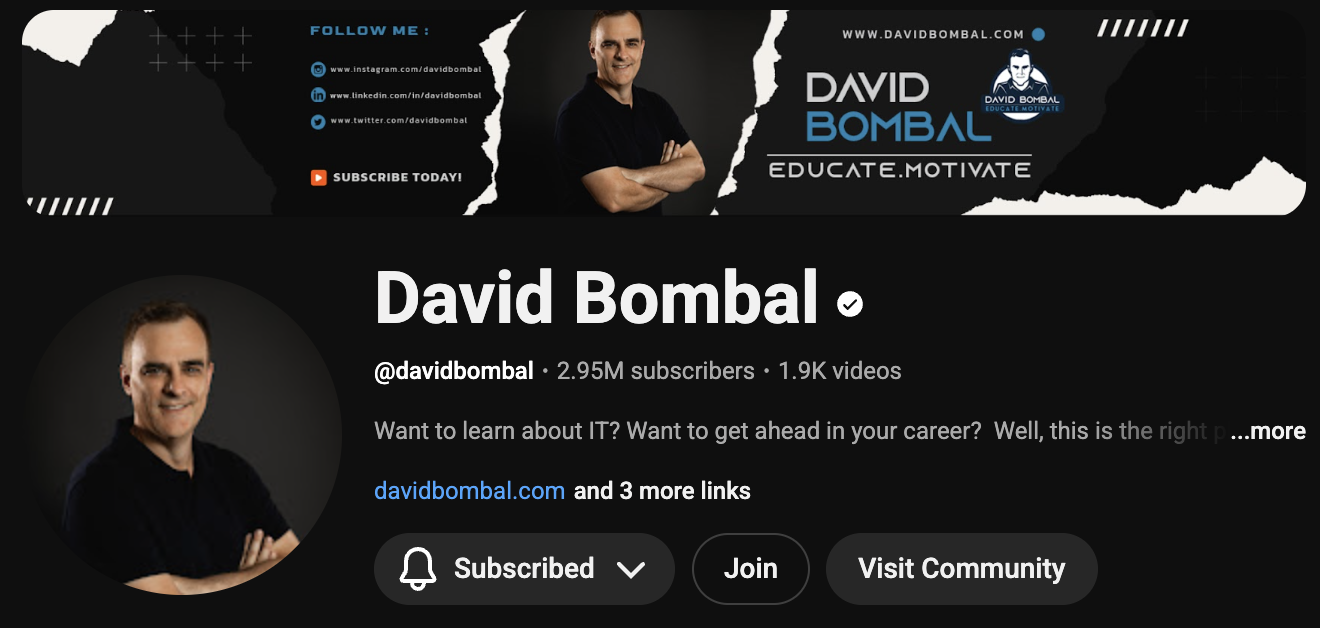 FOLLOW ME :
www.instagram.com/davidbombal
www.linkedin.com/in/davidbombal
www.twitter.com/davidbombal
SUBSCRIBE TODAY!
WWW.DAVIDBOMBAL.COM
DAVID
BOMBAL
EDUCATE.MOTIVATE
DAVID BOMBAL
EDUCATE.MOTIVATE
David Bombal
@davidbombal • 2.95M subscribers • 1.9K videos
Want to learn about IT? Want to get ahead in your career?  Well, this is the right p ...more
davidbombal.com and 3 more links
Subscribed
Join
Visit Community